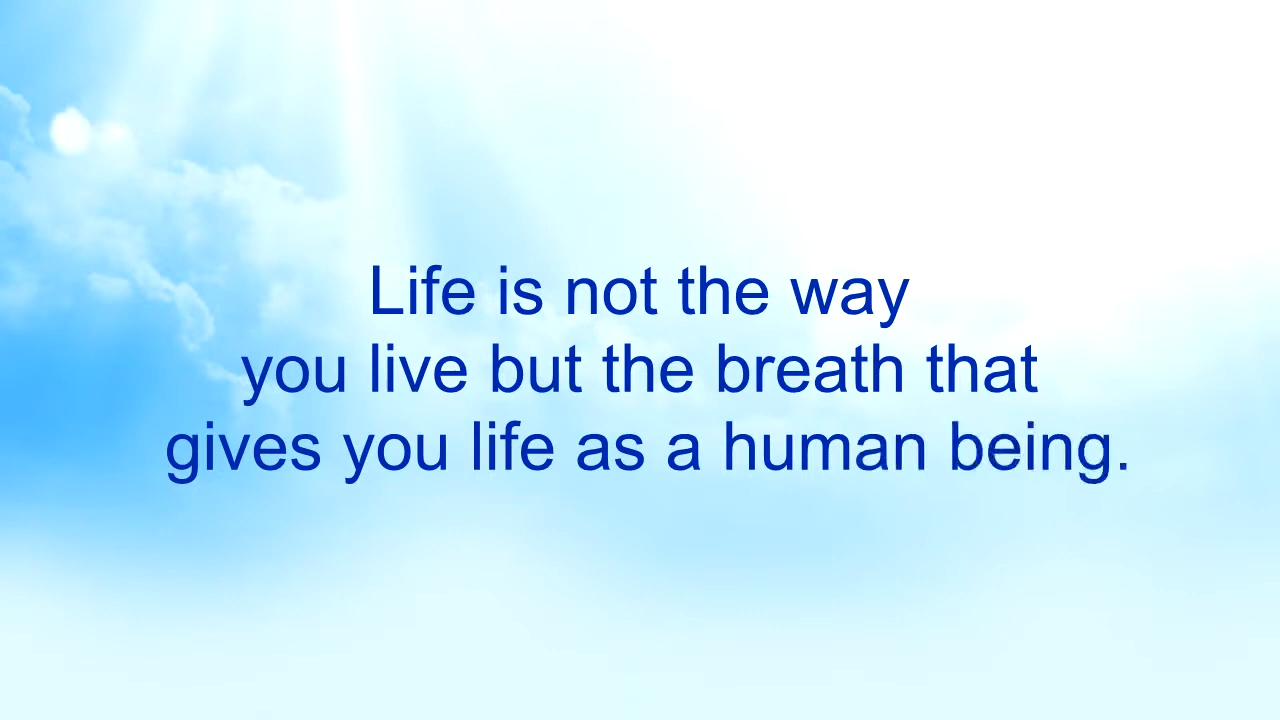 Life is not the way
you live but the breath that
gives you life as a human being.